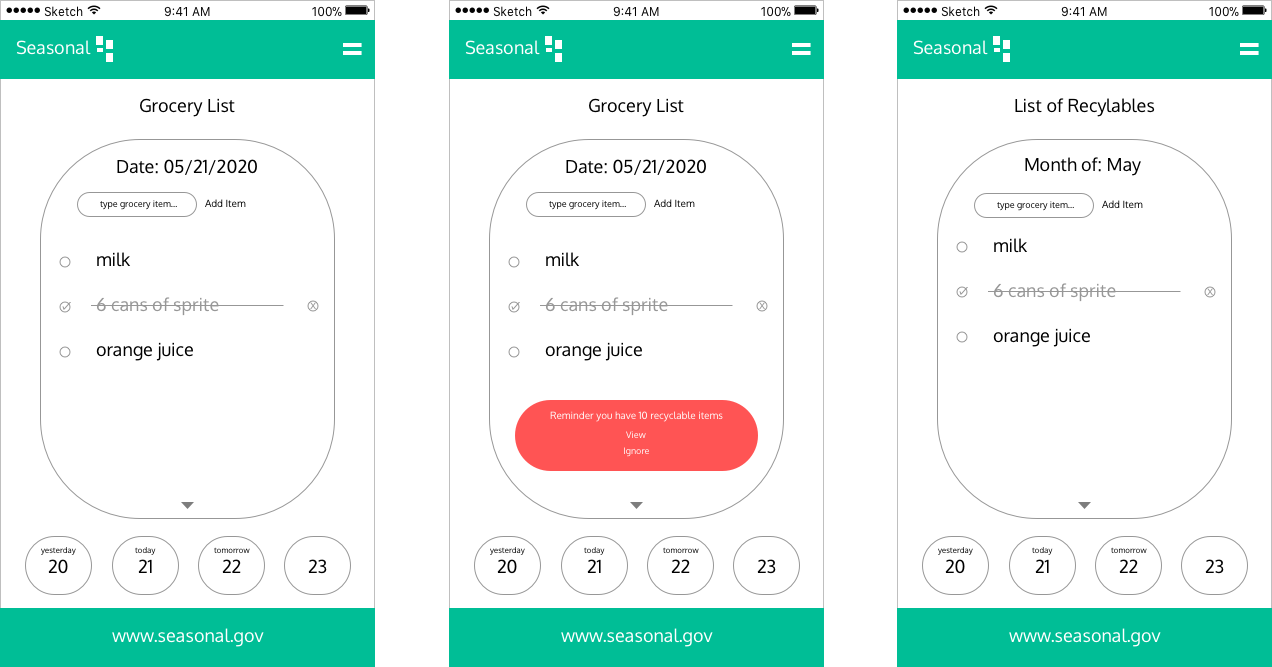 Sketch 9:41 AM 100%
Seasonal
Grocery List
Date: 05/21/2020
type grocery item... Add Item
milk
6 cans of sprite
orange juice
yesterday today tomorrow
20 21 22 23
www.seasonal.gov
Sketch 9:41 AM 100%
Seasonal
Grocery List
Date: 05/21/2020
type grocery item... Add Item
milk
6 cans of sprite
orange juice
Reminder you have 10 recyclable items
View
Ignore
yesterday today tomorrow
20 21 22 23
www.seasonal.gov
Sketch 9:41 AM 100%
Seasonal
List of Recylables
Month of: May
type grocery item... Add Item
milk
6 cans of sprite
orange juice
yesterday today tomorrow
20 21 22 23
www.seasonal.gov